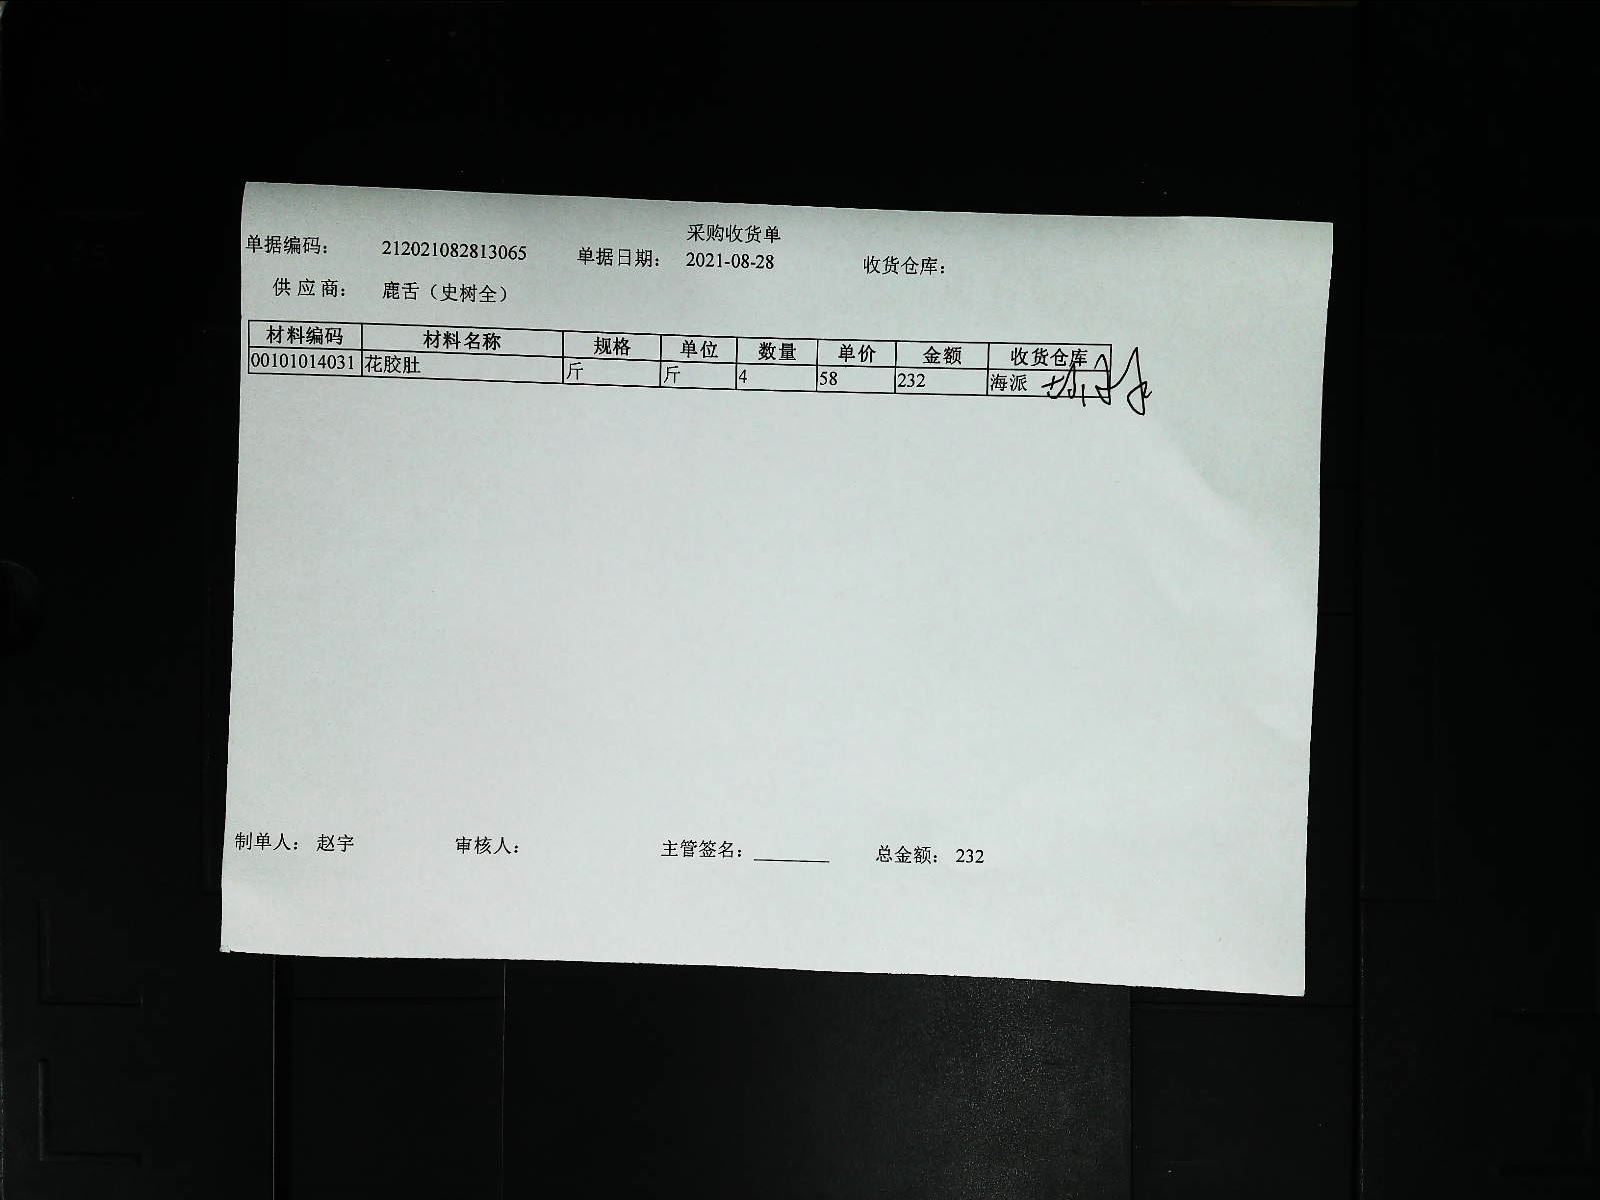 采购收货单
单据编码： 212021082813065 单据日期： 2021-08-28 收货仓库：
供应商： 鹿舌（史树全）
材料编码 材料名称 规格 单位 数量 单价 金额 收货仓库
00101014031 花胶肚 斤 斤 4 58 232 海派
制单人： 赵宇 审核人： 主管签名：________ 总金额： 232